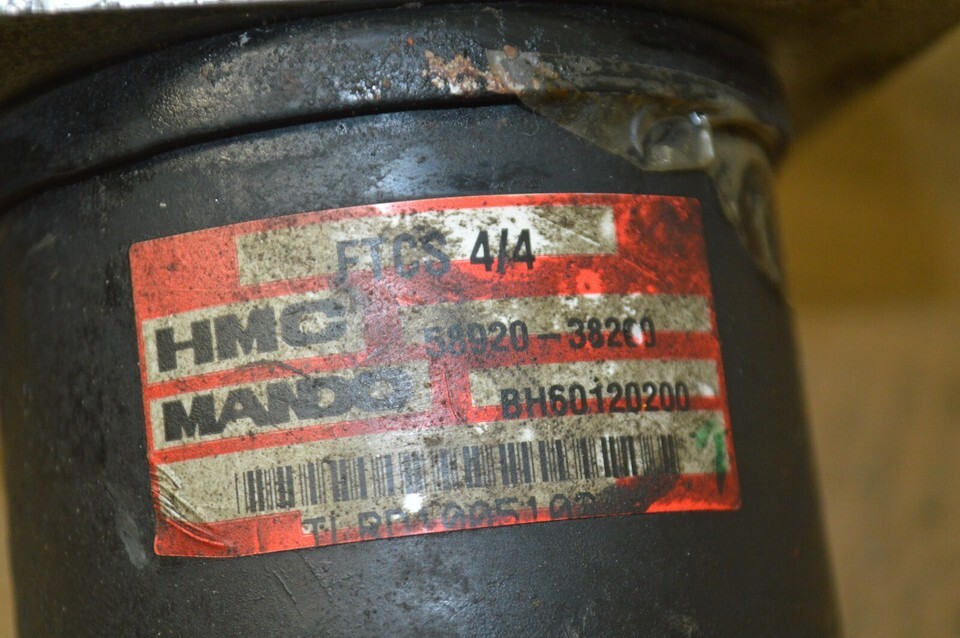 FTCS 4/4
HMC 58920-38200
MANDO BH60120200